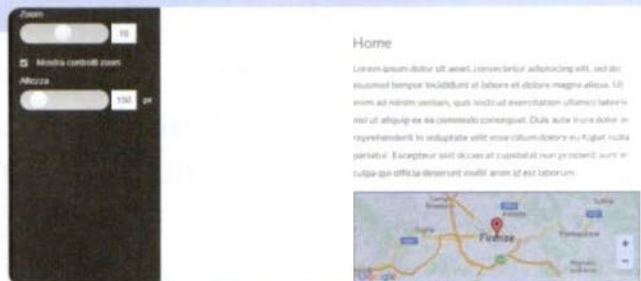 Zoom
10
Mostra controlli zoom
Altezza
150 px
Home
Lorem ipsum dolor sit amet, consectetur adipisicing elit, sed do
eiusmod tempor incididunt ut labore et dolore magna aliqua. Ut
enim ad minim veniam, quis nostrud exercitation ullamco laboris
nisi ut aliquip ex ea commodo consequat. Duis aute irure dolor in
reprehenderit in voluptate velit esse cillum dolore eu fugiat nulla
pariatur. Excepteur sint occaecat cupidatat non proident, sunt in
culpa qui officia deserunt mollit anim id est laborum.
Firenze
+
-